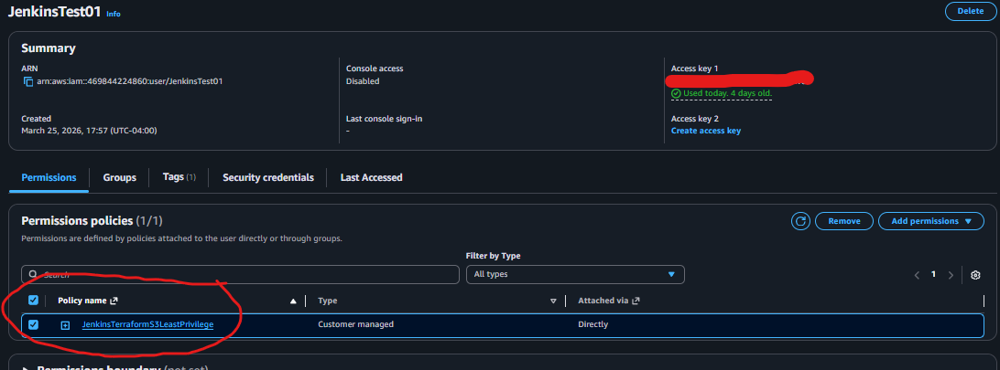 JenkinsTest01 Info
Delete
Summary
ARN
arn:aws:iam::469844224860:user/JenkinsTest01
Console access
Disabled
Access key 1
Used today. 4 days old.
Created
March 25, 2026, 17:57 (UTC-04:00)
Last console sign-in
-
Access key 2
Create access key
Permissions
Groups
Tags (1)
Security credentials
Last Accessed
Permissions policies (1/1)
Remove
Add permissions
Permissions are defined by policies attached to the user directly or through groups.
Filter by Type
Search
All types
1
Policy name
Type
Attached via
JenkinsTerraformS3LeastPrivilege
Customer managed
Directly
Permissions boundary (not set)